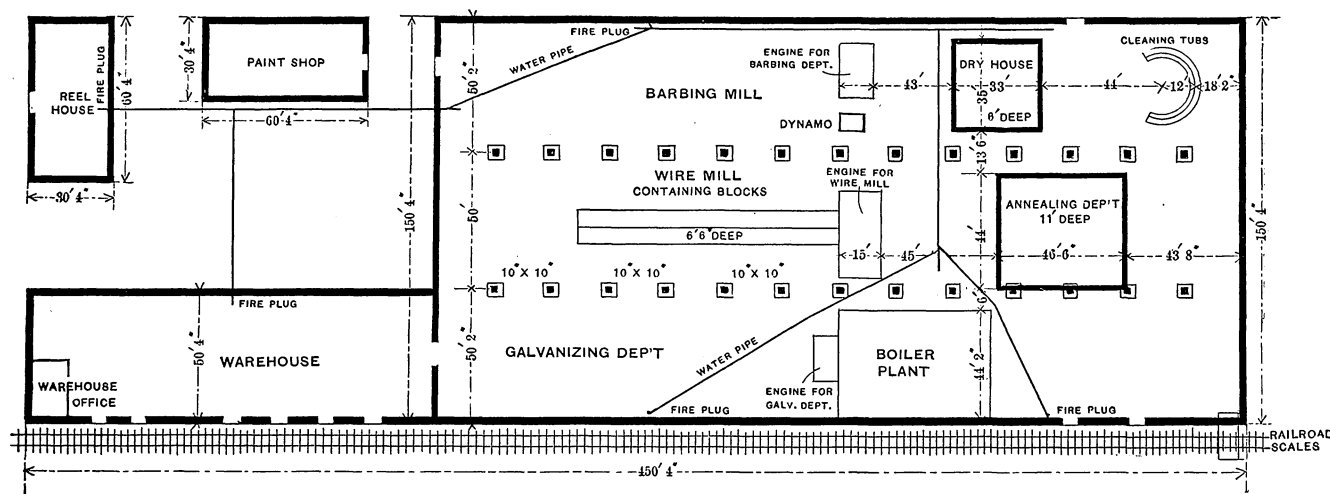 REEL
HOUSE
FIRE PLUG
60'4"
30'4"
30'4"
PAINT SHOP
60'4"
150'4"
50'2"
50'
50'2"
FIRE PLUG
WATER PIPE
ENGINE FOR
BARBING DEPT.
BARBING MILL
DYNAMO
43'
DRY HOUSE
33'
35'
6' DEEP
44'
CLEANING TUBS
12'
18'2"
13'6"
WIRE MILL
CONTAINING BLOCKS
ENGINE FOR
WIRE MILL
6'6" DEEP
15'
45'
ANNEALING DEP'T
11' DEEP
44'
46'6"
43'8"
150'4"
10" X 10"
10" X 10"
10" X 10"
6'
FIRE PLUG
50'4"
WAREHOUSE
WAREHOUSE
OFFICE
GALVANIZING DEP'T
WATER PIPE
BOILER
PLANT
44'2"
ENGINE FOR
GALV. DEPT.
FIRE PLUG
FIRE PLUG
RAILROAD
SCALES
450'4"